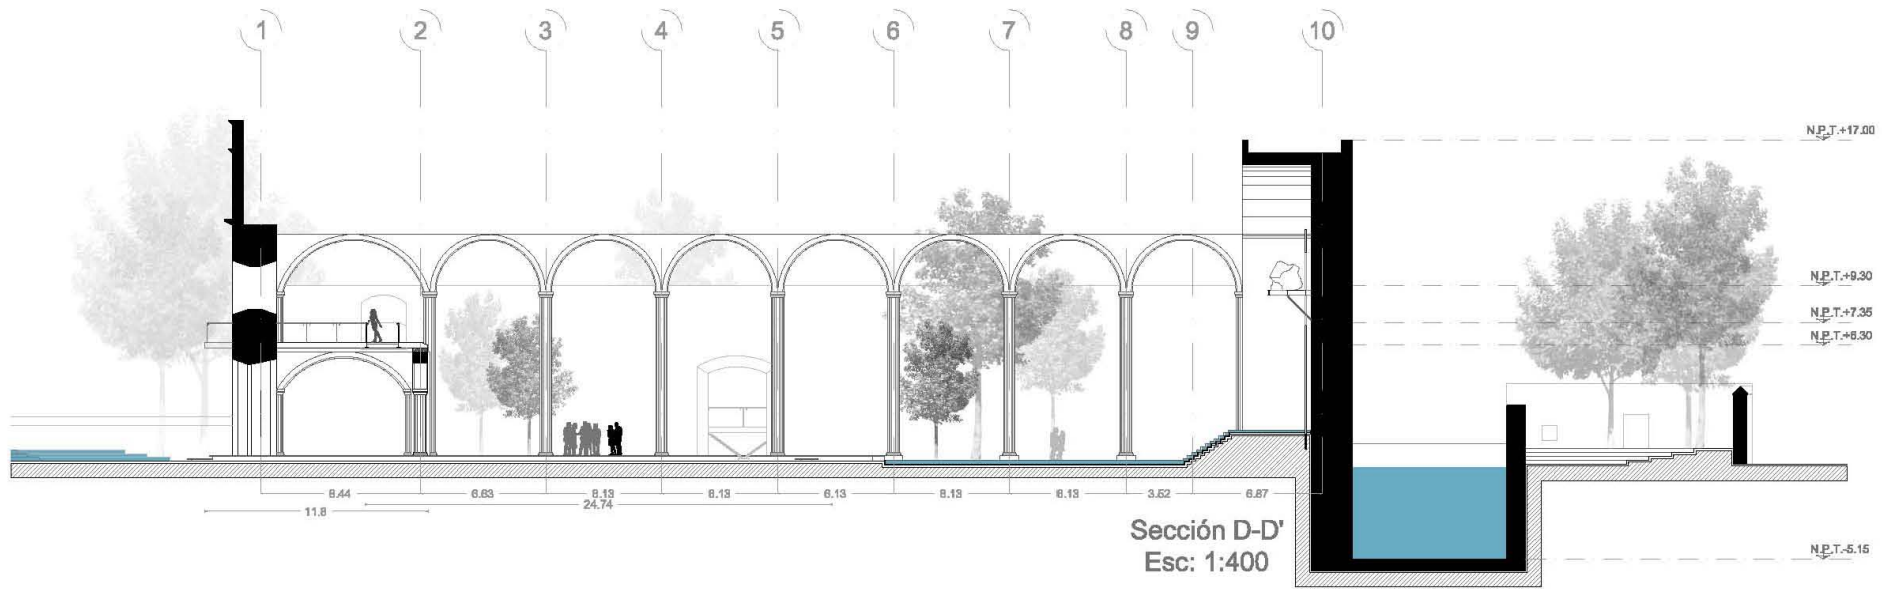 1 2 3 4 5 6 7 8 9 10
N.P.T.+17.00
N.P.T.+9.30
N.P.T.+7.35
N.P.T.+6.30
8.44 6.63 6.13 6.13 6.13 6.13 6.13 3.52 6.87
11.8 24.74
Sección D-D'
Esc: 1:400
N.P.T.-5.15